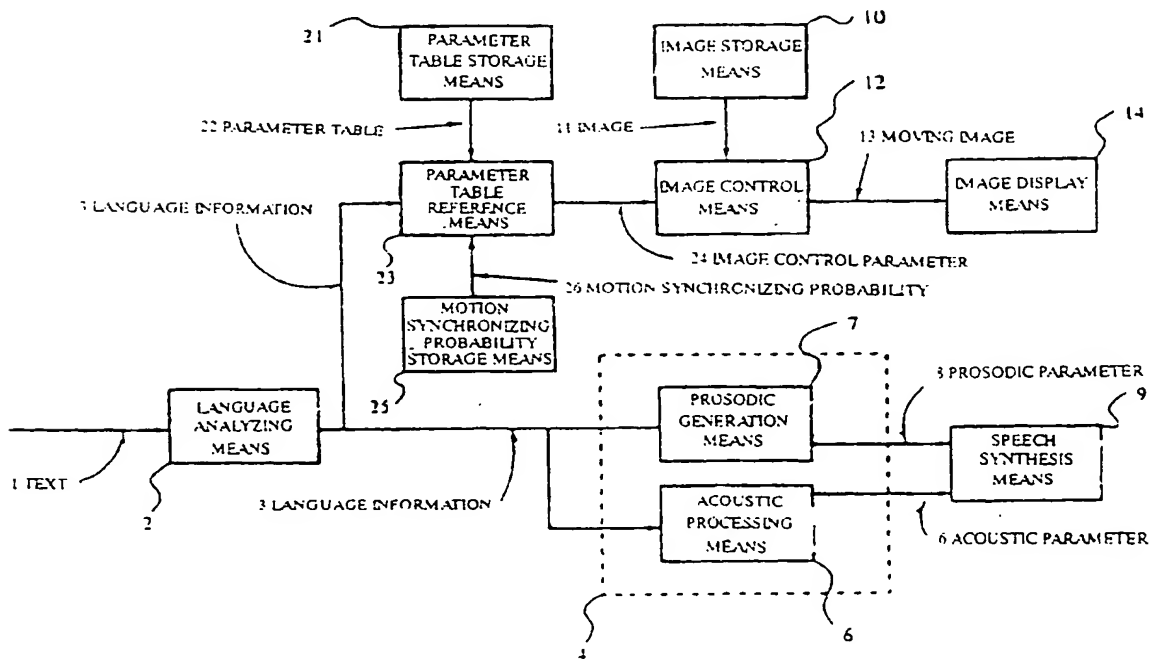 21
PARAMETER
TABLE STORAGE
MEANS
10
IMAGE STORAGE
MEANS
12
22 PARAMETER TABLE
11 IMAGE
13 MOVING IMAGE
14
3 LANGUAGE INFORMATION
PARAMETER
TABLE
REFERENCE
MEANS
IMAGE CONTROL
MEANS
IMAGE DISPLAY
MEANS
23
24 IMAGE CONTROL PARAMETER
26 MOTION SYNCHRONIZING PROBABILITY
MOTION
SYNCHRONIZING
PROBABILITY
STORAGE MEANS
25
7
8 PROSODIC PARAMETER
9
LANGUAGE
ANALYZING
MEANS
PROSODIC
GENERATION
MEANS
SPEECH
SYNTHESIS
MEANS
1 TEXT
2
3 LANGUAGE INFORMATION
ACOUSTIC
PROCESSING
MEANS
6 ACOUSTIC PARAMETER
4
6